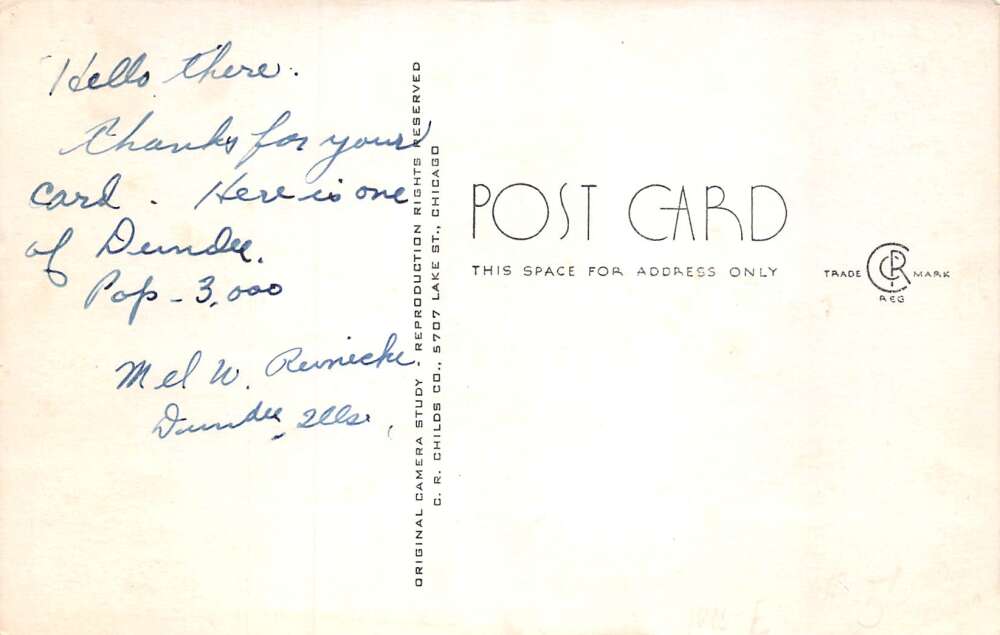 Hello there.
Thanks for your
card. Here is one
of Dundee.
Pop - 3,000
Mel W. Reinecke
Dundee, Ills.
ORIGINAL CAMERA STUDY - REPRODUCTION RIGHTS RESERVED
C. R. CHILDS CO., 5707 LAKE ST., CHICAGO
POST CARD
THIS SPACE FOR ADDRESS ONLY
TRADE CRC MARK
REG